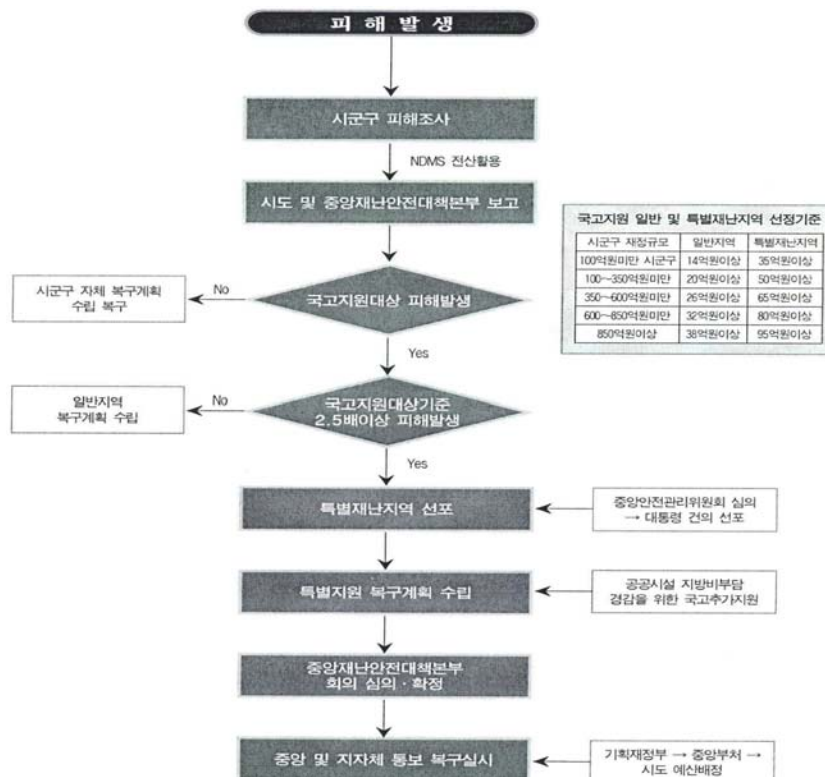 피 해 발 생
시군구 피해조사
NDMS 전산활용
시도 및 중앙재난안전대책본부 보고
국고지원 일반 및 특별재난지역 선정기준
시군구 재정규모 일반지역 특별재난지역
100억원미만 시군구 14억원이상 35억원이상
100~350억원미만 20억원이상 50억원이상
350~600억원미만 26억원이상 65억원이상
600~850억원미만 32억원이상 80억원이상
850억원이상 38억원이상 95억원이상
국고지원대상 피해발생
No
시군구 자체 복구계획
수립 복구
Yes
국고지원대상기준
2.5배이상 피해발생
No
일반지역
복구계획 수립
Yes
특별재난지역 선포
중앙안전관리위원회 심의
→ 대통령 건의 선포
특별지원 복구계획 수립
공공시설 지방비부담
경감을 위한 국고추가지원
중앙재난안전대책본부
회의 심의·확정
중앙 및 지자체 통보 복구실시
기획재정부 → 중앙부처 →
시도 예산배정